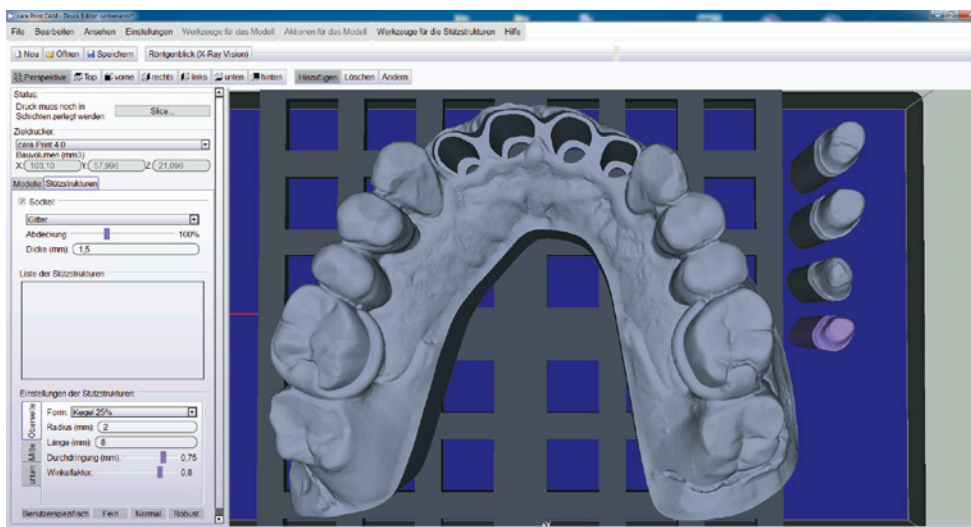 cara Print CAM - Druck Editor
File Bearbeiten Ansehen Einstellungen Werkzeuge für das Modell Aktionen für das Modell Werkzeuge für die Stützstrukturen Hilfe
Neu Öffnen Speichern Röntgenblick (X-Ray Vision)
Perspektive Top vorne rechts links unten hinten Hinzufügen Löschen Ändern
Status:
Druck muss noch in
Schichten zerlegt werden
Slice...
Zieldrucker:
cara Print 4.0
Bauvolumen (mm3)
X: 103,10 Y: 57,996 Z: 21,096
Modelle Stützstrukturen
Sockel:
Gitter
Abdeckung: 100%
Dicke (mm): 1,5
Liste der Stützstrukturen:
Einstellungen der Stützstrukturen:
Oberseite
Mitte
unten
Form: Kegel 25%
Radius (mm): 2
Länge (mm): 8
Durchdringung (mm): 0,75
Winkelfaktor: 0,8
Benutzerspezifisch Fein Normal Robust